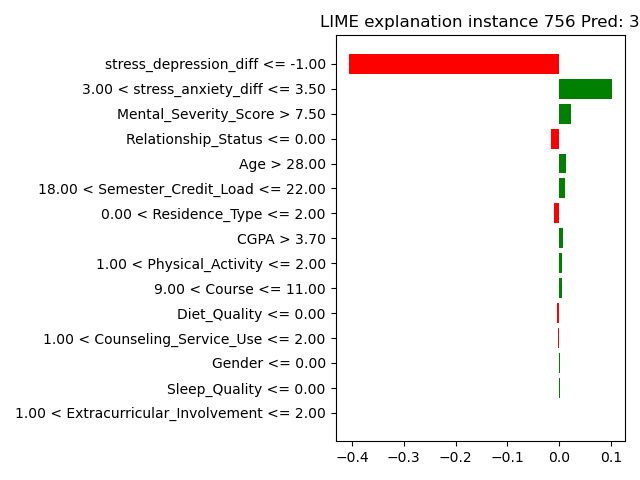 LIME explanation instance 756 Pred: 3
stress_depression_diff <= -1.00
3.00 < stress_anxiety_diff <= 3.50
Mental_Severity_Score > 7.50
Relationship_Status <= 0.00
Age > 28.00
18.00 < Semester_Credit_Load <= 22.00
0.00 < Residence_Type <= 2.00
CGPA > 3.70
1.00 < Physical_Activity <= 2.00
9.00 < Course <= 11.00
Diet_Quality <= 0.00
1.00 < Counseling_Service_Use <= 2.00
Gender <= 0.00
Sleep_Quality <= 0.00
1.00 < Extracurricular_Involvement <= 2.00
−0.4 −0.3 −0.2 −0.1 0.0 0.1